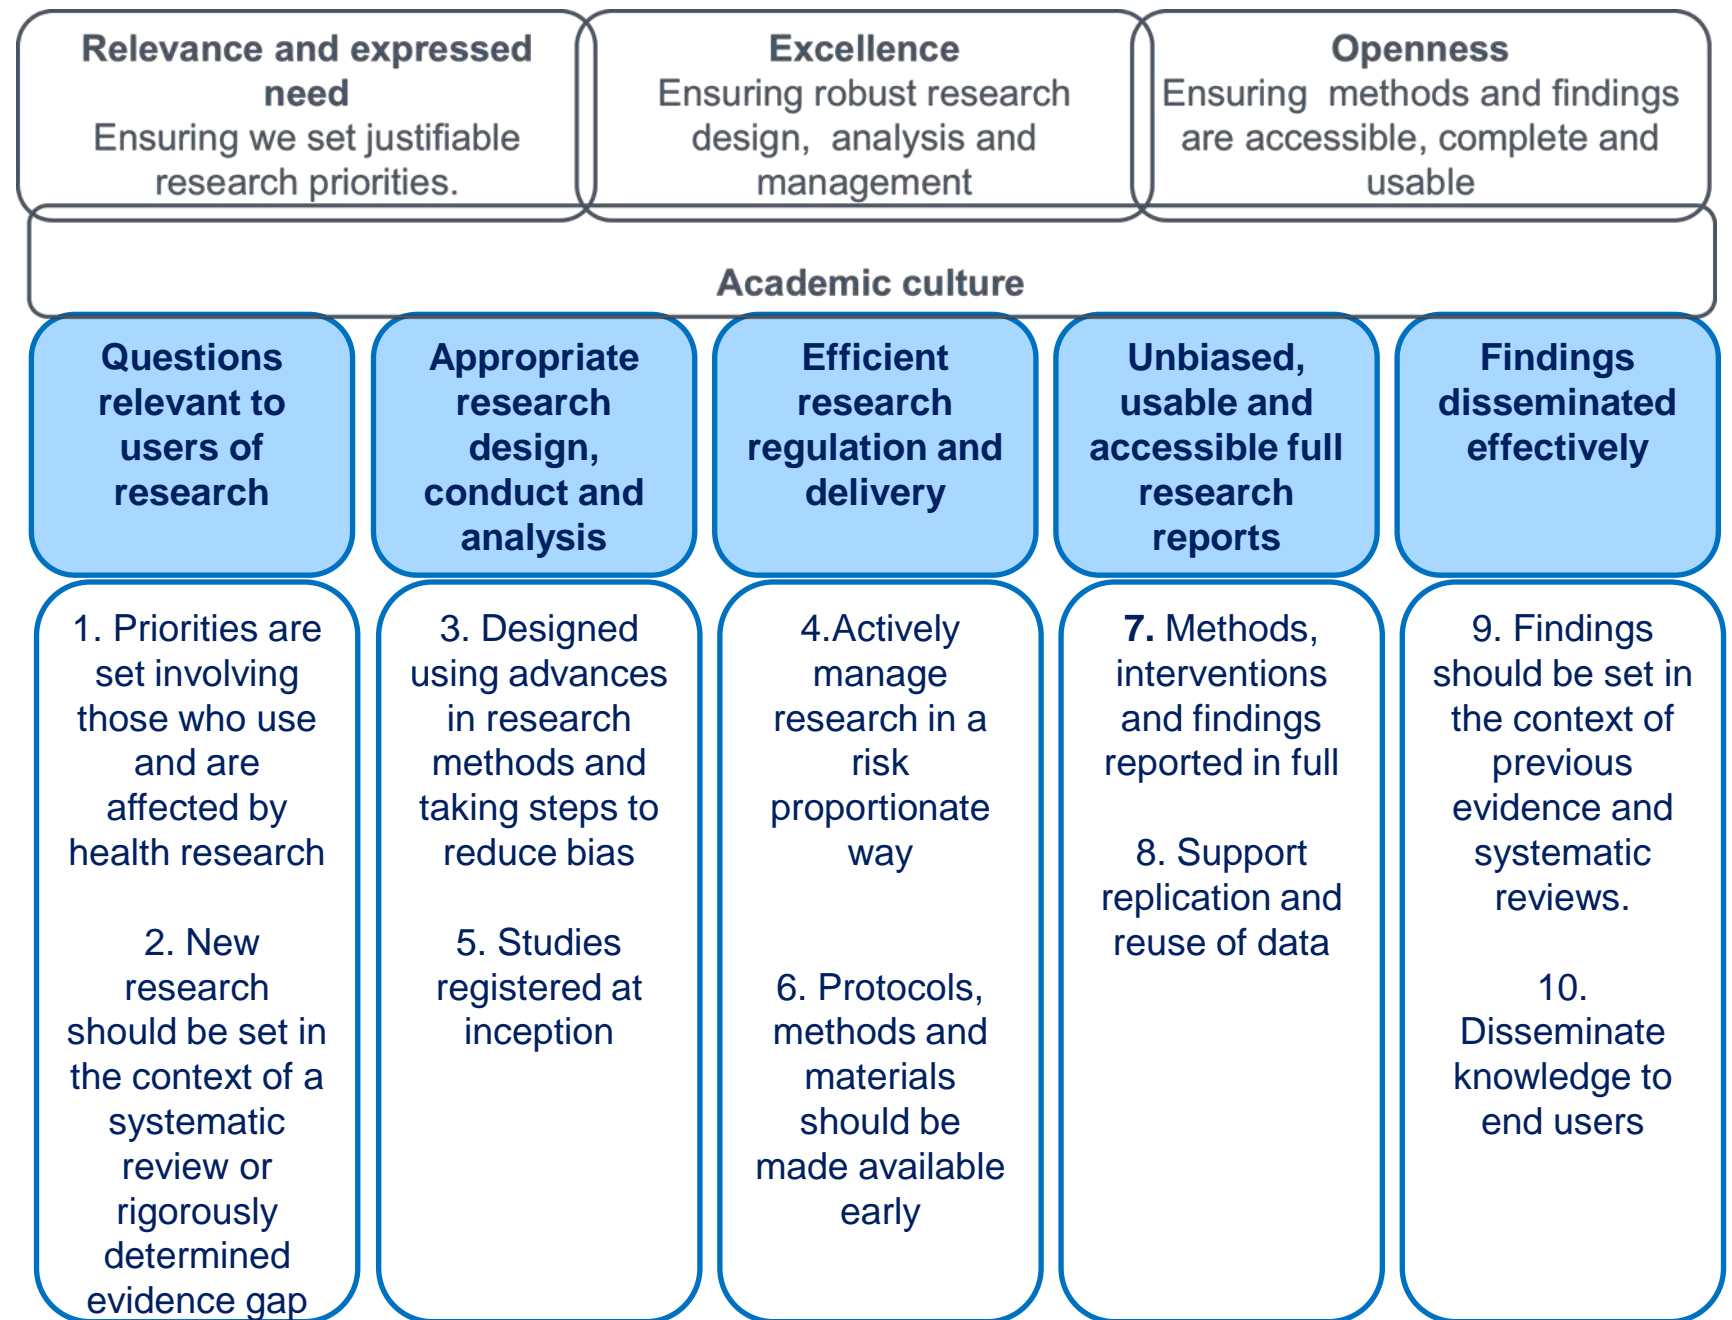 Relevance and expressed
need
Ensuring we set justifiable
research priorities.
Excellence
Ensuring robust research
design, analysis and
management
Openness
Ensuring methods and findings
are accessible, complete and
usable
Academic culture
Questions
relevant to
users of
research
Appropriate
research
design,
conduct and
analysis
Efficient
research
regulation and
delivery
Unbiased,
usable and
accessible full
research
reports
Findings
disseminated
effectively
1. Priorities are
set involving
those who use
and are
affected by
health research
2. New
research
should be set in
the context of a
systematic
review or
rigorously
determined
evidence gap
3. Designed
using advances
in research
methods and
taking steps to
reduce bias
5. Studies
registered at
inception
4.Actively
manage
research in a
risk
proportionate
way
6. Protocols,
methods and
materials
should be
made available
early
7. Methods,
interventions
and findings
reported in full
8. Support
replication and
reuse of data
9. Findings
should be set in
the context of
previous
evidence and
systematic
reviews.
10.
Disseminate
knowledge to
end users